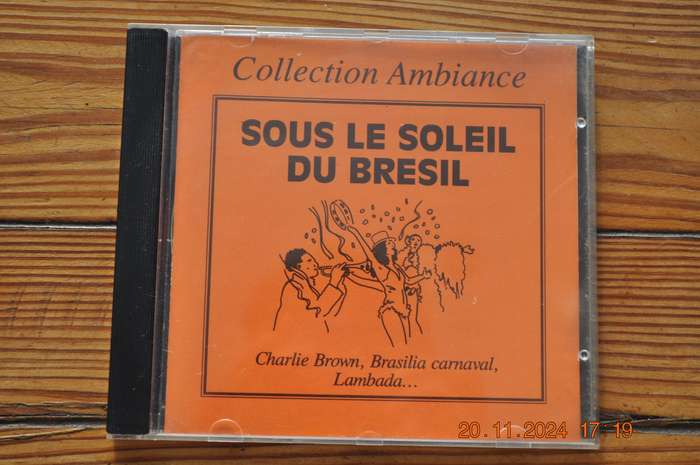 Collection Ambiance
SOUS LE SOLEIL
DU BRESIL
Charlie Brown, Brasilia carnaval,
Lambada...
20.11.2024 17:19